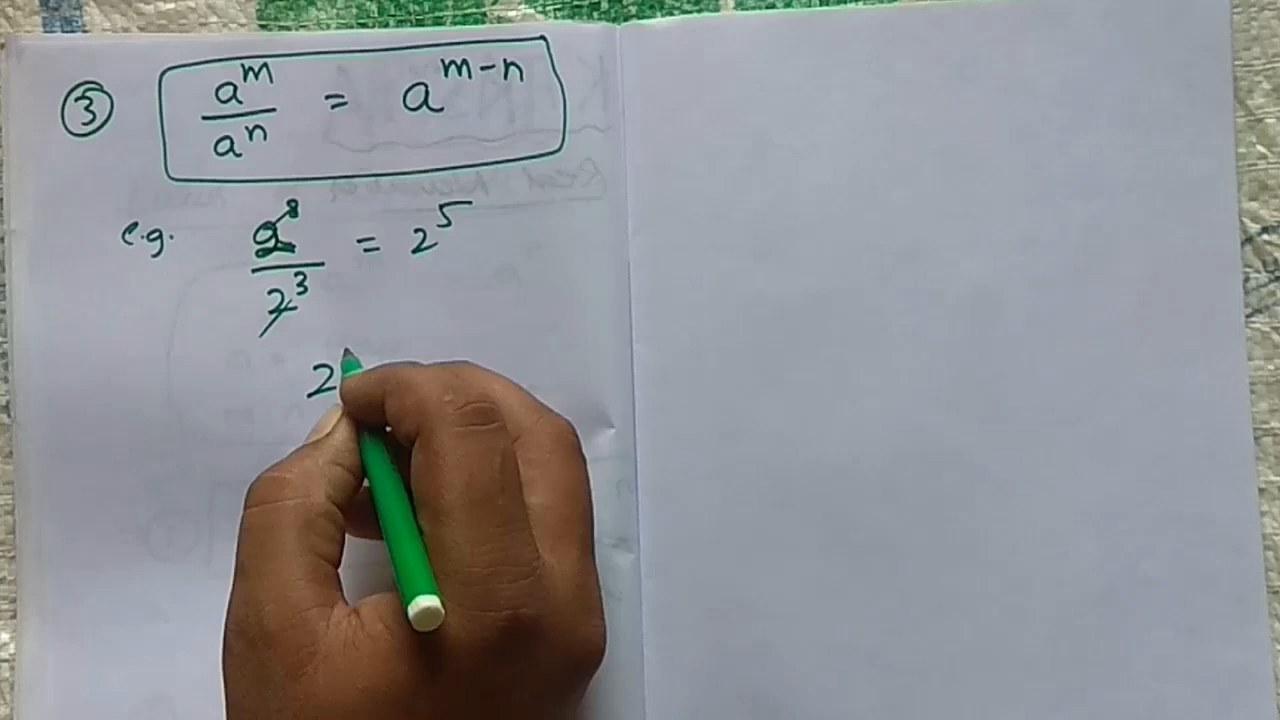 ③ a^m/a^n = a^(m-n)
e.g. 2^8/2^3 = 2^5
2